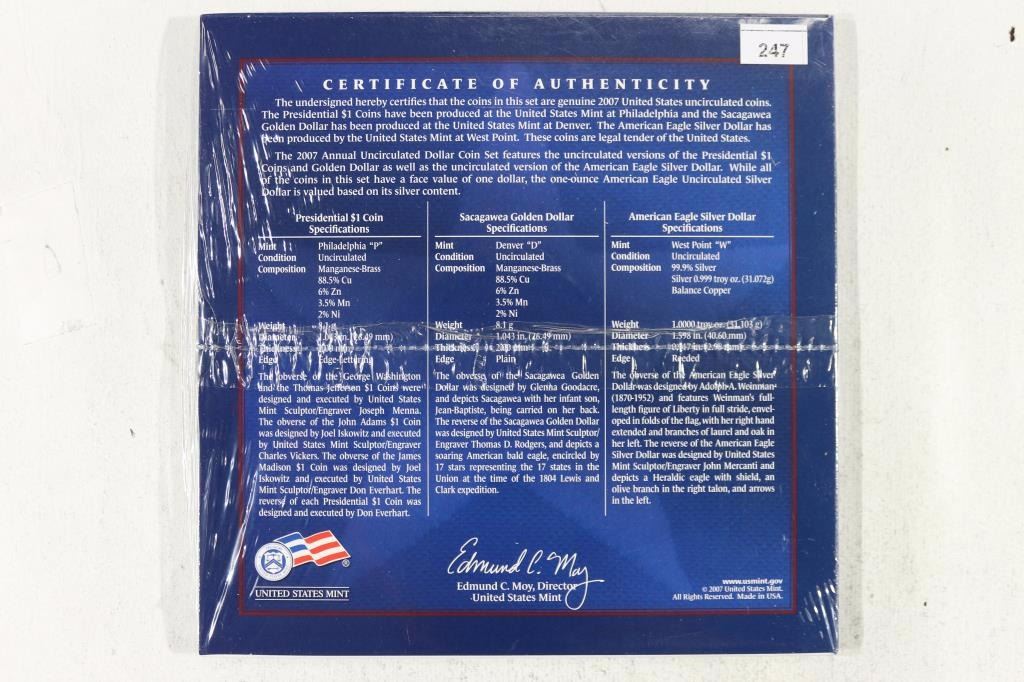 247
CERTIFICATE OF AUTHENTICITY
The undersigned hereby certifies that the coins in this set are genuine 2007 United States uncirculated coins.
The Presidential $1 Coins have been produced at the United States Mint at Philadelphia and the Sacagawea
Golden Dollar has been produced at the United States Mint at Denver. The American Eagle Silver Dollar has
been produced by the United States Mint at West Point. These coins are legal tender of the United States.
The 2007 Annual Uncirculated Dollar Coin Set features the uncirculated versions of the Presidential $1
Coins and Golden Dollar as well as the uncirculated version of the American Eagle Silver Dollar. While all
of the coins in this set have a face value of one dollar, the one-ounce American Eagle Uncirculated Silver
Dollar is valued based on its silver content.
Presidential $1 Coin
Specifications
Mint Philadelphia "P"
Condition Uncirculated
Composition Manganese-Brass
88.5% Cu
6% Zn
3.5% Mn
2% Ni
Weight 8.1 g
Diameter 1.043 in. (26.49 mm)
Thickness
Edge Edge-Lettering
The obverse of the George Washington
and the Thomas Jefferson $1 Coins were
designed and executed by United States
Mint Sculptor/Engraver Joseph Menna.
The obverse of the John Adams $1 Coin
was designed by Joel Iskowitz and executed
by United States Mint Sculptor/Engraver
Charles Vickers. The obverse of the James
Madison $1 Coin was designed by Joel
Iskowitz and executed by United States
Mint Sculptor/Engraver Don Everhart. The
reverse of each Presidential $1 Coin was
designed and executed by Don Everhart.
Sacagawea Golden Dollar
Specifications
Mint Denver "D"
Condition Uncirculated
Composition Manganese-Brass
88.5% Cu
6% Zn
3.5% Mn
2% Ni
Weight 8.1 g
Diameter 1.043 in. (26.49 mm)
Thickness
Edge Plain
The obverse of the Sacagawea Golden
Dollar was designed by Glenna Goodacre,
and depicts Sacagawea with her infant son,
Jean-Baptiste, being carried on her back.
The reverse of the Sacagawea Golden Dollar
was designed by United States Mint Sculptor/
Engraver Thomas D. Rodgers, and depicts a
soaring American bald eagle, encircled by
17 stars representing the 17 states in the
Union at the time of the 1804 Lewis and
Clark expedition.
American Eagle Silver Dollar
Specifications
Mint West Point "W"
Condition Uncirculated
Composition 99.9% Silver
Silver 0.999 troy oz. (31.072g)
Balance Copper
Weight 1.0000 troy oz. (31.103 g)
Diameter 1.598 in. (40.60 mm)
Thickness
Edge Reeded
The obverse of the American Eagle Silver
Dollar was designed by Adolph A. Weinman
(1870-1952) and features Weinman's full-
length figure of Liberty in full stride, envel-
oped in folds of the flag, with her right hand
extended and branches of laurel and oak in
her left. The reverse of the American Eagle
Silver Dollar was designed by United States
Mint Sculptor/Engraver John Mercanti and
depicts a Heraldic eagle with shield, an
olive branch in the right talon, and arrows
in the left.
®
UNITED STATES MINT
Edmund C. Moy
Edmund C. Moy, Director
United States Mint
www.usmint.gov
© 2007 United States Mint.
All Rights Reserved. Made in USA.